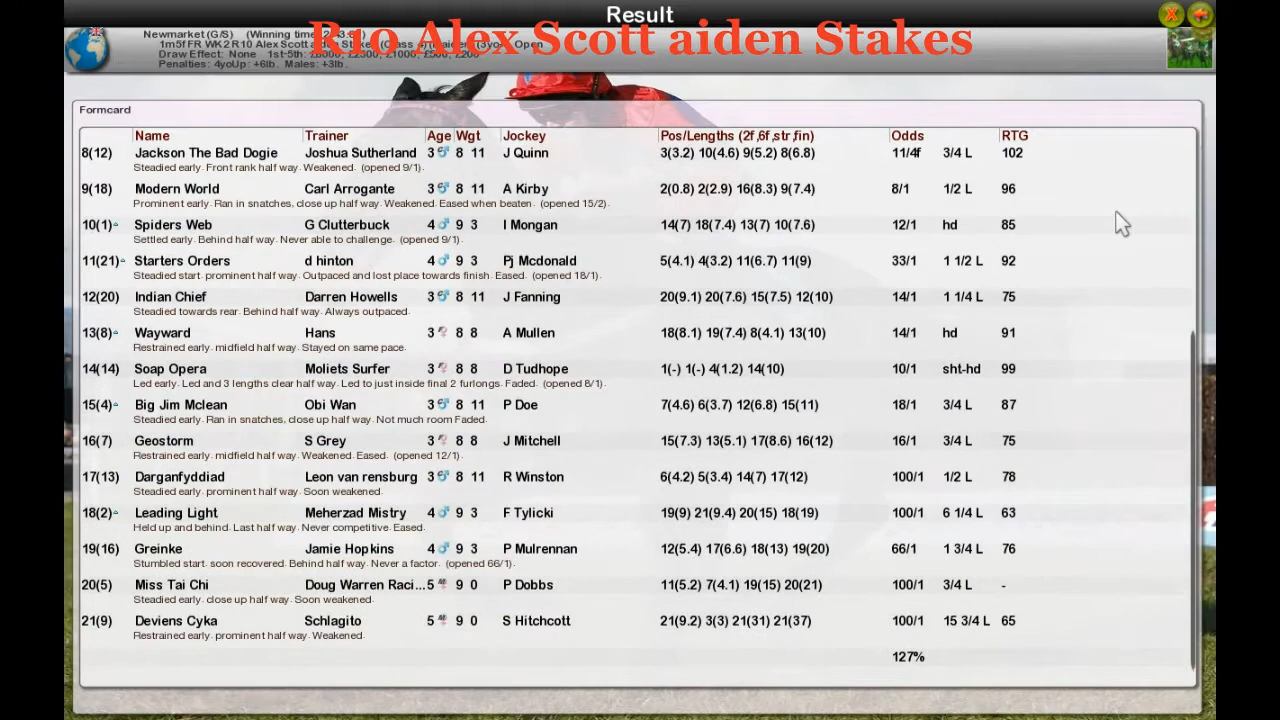 Result
R10 Alex Scott aiden Stakes
Newmarket (G/S) (Winning time:
1m5f FR WK2 R10 Alex Scott
Open
Draw Effect: None 1st-5th:
Penalties: 4yoUp: +6lb. Males: +3lb.
Formcard
Name Trainer Age Wgt Jockey Pos/Lengths (2f,6f,str,fin) Odds RTG
8(12) Jackson The Bad Dogie Joshua Sutherland 3 8 11 J Quinn 3(3.2) 10(4.6) 9(5.2) 8(6.8) 11/4f 3/4 L 102
Steadied early. Front rank half way. Weakened. (opened 9/1).
9(18) Modern World Carl Arrogante 3 8 11 A Kirby 2(0.8) 2(2.9) 16(8.3) 9(7.4) 8/1 1/2 L 96
Prominent early. Ran in snatches, close up half way. Weakened. Eased when beaten. (opened 15/2).
10(1) Spiders Web G Clutterbuck 4 9 3 I Mongan 14(7) 18(7.4) 13(7) 10(7.6) 12/1 hd 85
Settled early. Behind half way. Never able to challenge. (opened 9/1).
11(21) Starters Orders d hinton 4 9 3 Pj Mcdonald 5(4.1) 4(3.2) 11(6.7) 11(9) 33/1 1 1/2 L 92
Steadied start. prominent half way. Outpaced and lost place towards finish. Eased. (opened 18/1).
12(20) Indian Chief Darren Howells 3 8 11 J Fanning 20(9.1) 20(7.6) 15(7.5) 12(10) 14/1 1 1/4 L 75
Steadied towards rear. Behind half way. Always outpaced.
13(8) Wayward Hans 3 8 8 A Mullen 18(8.1) 19(7.4) 8(4.1) 13(10) 14/1 hd 91
Restrained early. midfield half way. Stayed on same pace.
14(14) Soap Opera Moliets Surfer 3 8 8 D Tudhope 1(-) 1(-) 4(1.2) 14(10) 10/1 sht-hd 99
Led early. Led and 3 lengths clear half way. Led to just inside final 2 furlongs. Faded. (opened 8/1).
15(4) Big Jim Mclean Obi Wan 3 8 11 P Doe 7(4.6) 6(3.7) 12(6.8) 15(11) 18/1 3/4 L 87
Steadied early. Ran in snatches, close up half way. Not much room Faded.
16(7) Geostorm S Grey 3 8 8 J Mitchell 15(7.3) 13(5.1) 17(8.6) 16(12) 16/1 3/4 L 75
Restrained early. midfield half way. Weakened. Eased. (opened 12/1).
17(13) Darganfyddiad Leon van rensburg 3 8 11 R Winston 6(4.2) 5(3.4) 14(7) 17(12) 100/1 1/2 L 78
Steadied early. prominent half way. Soon weakened.
18(2) Leading Light Meherzad Mistry 4 9 3 F Tylicki 19(9) 21(9.4) 20(15) 18(19) 100/1 6 1/4 L 63
Held up and behind. Last half way. Never competitive. Eased.
19(16) Greinke Jamie Hopkins 4 9 3 P Mulrennan 12(5.4) 17(6.6) 18(13) 19(20) 66/1 1 3/4 L 76
Stumbled start. soon recovered. Behind half way. Never a factor. (opened 66/1).
20(5) Miss Tai Chi Doug Warren Raci... 5 9 0 P Dobbs 11(5.2) 7(4.1) 19(15) 20(21) 100/1 3/4 L -
Steadied early. close up half way. Soon weakened.
21(9) Deviens Cyka Schlagito 5 9 0 S Hitchcott 21(9.2) 3(3) 21(31) 21(37) 100/1 15 3/4 L 65
Restrained early. prominent half way. Weakened.
127%